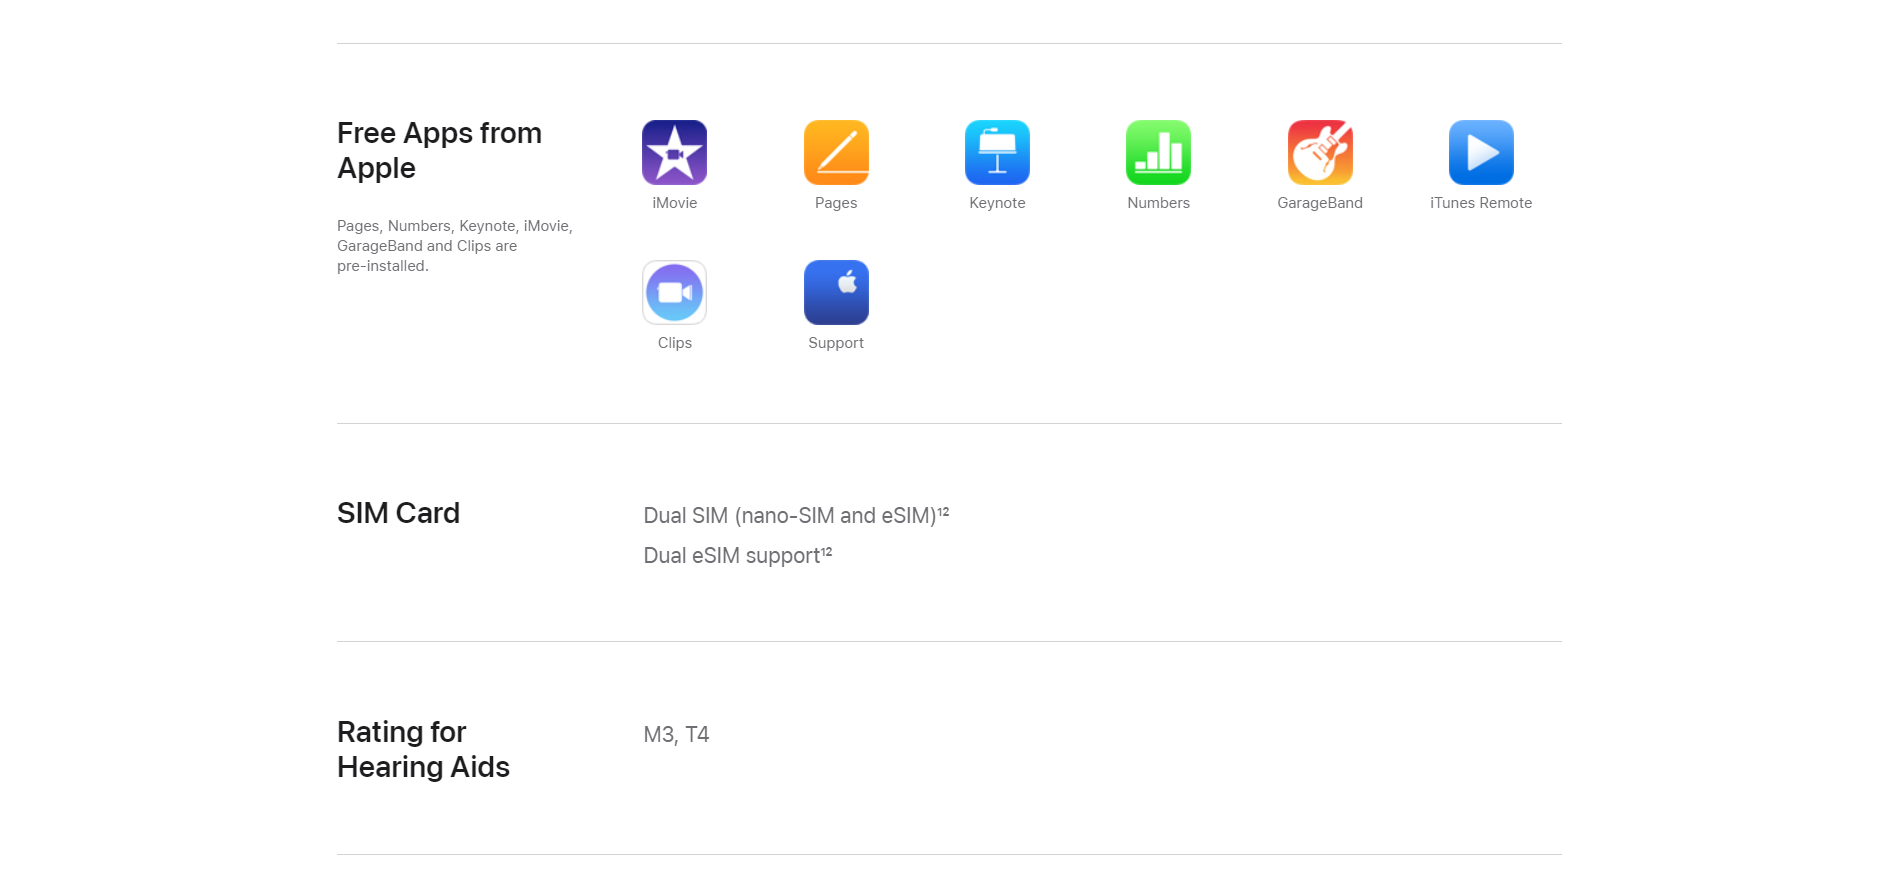 Free Apps from
Apple
Pages, Numbers, Keynote, iMovie,
GarageBand and Clips are
pre-installed.
iMovie
Pages
Keynote
Numbers
GarageBand
iTunes Remote
Clips
Support
SIM Card
Dual SIM (nano-SIM and eSIM)¹²
Dual eSIM support¹²
Rating for
Hearing Aids
M3, T4